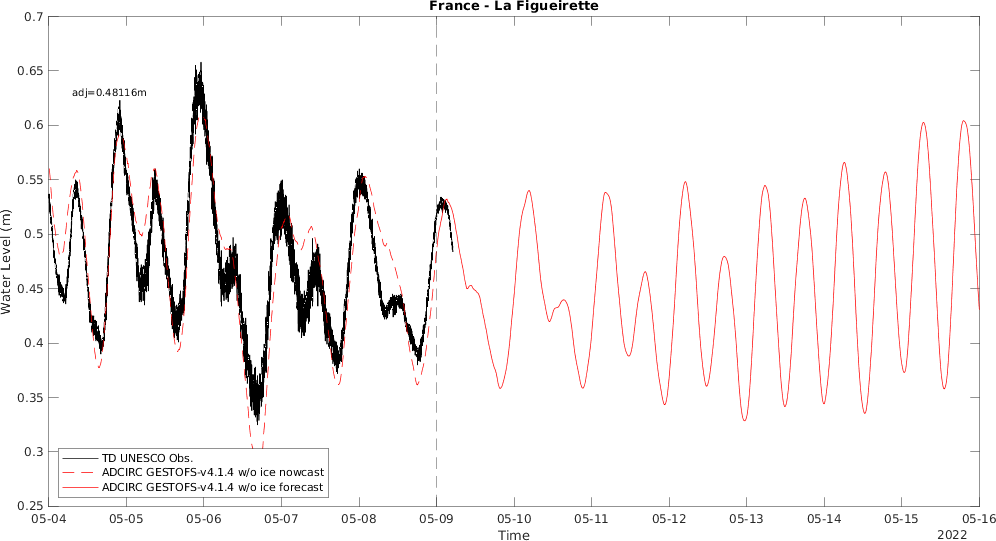 France - La Figueirette
0.7
0.65
0.6
0.55
0.5
0.45
0.4
0.35
0.3
0.25
Water Level (m)
adj=0.48116m
TD UNESCO Obs.
ADCIRC GESTOFS-v4.1.4 w/o ice nowcast
ADCIRC GESTOFS-v4.1.4 w/o ice forecast
05-04 05-05 05-06 05-07 05-08 05-09 05-10 05-11 05-12 05-13 05-14 05-15 05-16
Time
2022